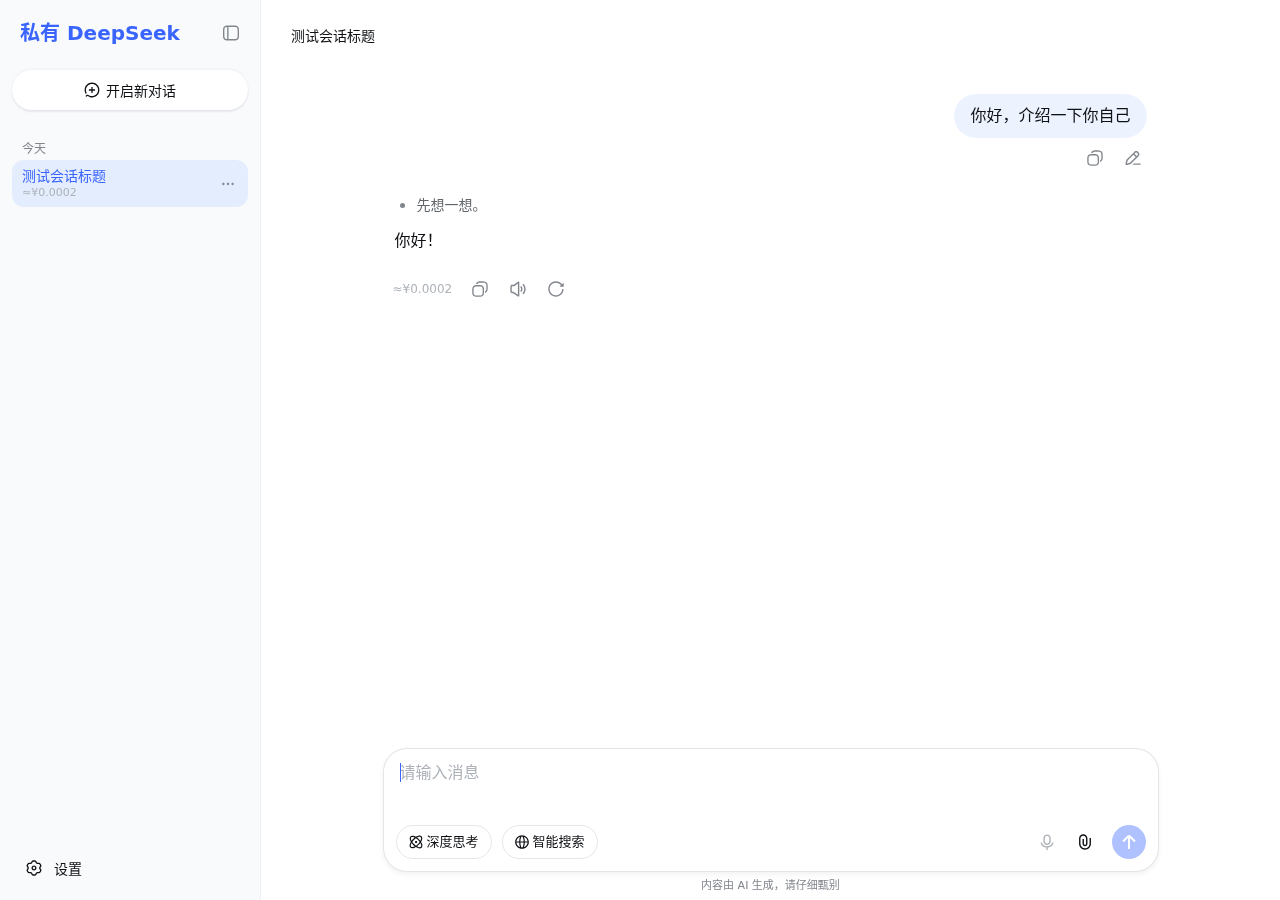 私有 DeepSeek
开启新对话
今天
测试会话标题
≈¥0.0002
设置
测试会话标题
你好，介绍一下你自己
先想一想。
你好！
≈¥0.0002
请输入消息
深度思考
智能搜索
内容由 AI 生成，请仔细甄别